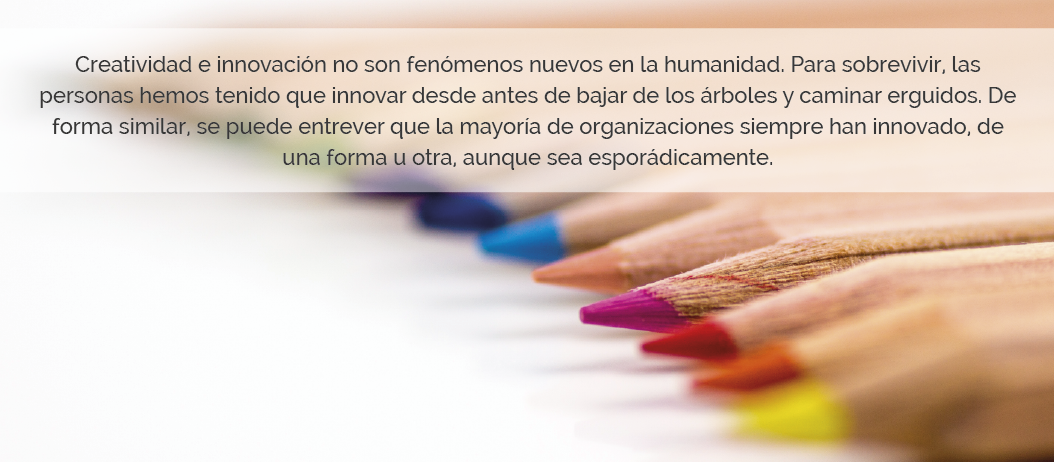 Creatividad e innovación no son fenómenos nuevos en la humanidad. Para sobrevivir, las
personas hemos tenido que innovar desde antes de bajar de los árboles y caminar erguidos. De
forma similar, se puede entrever que la mayoría de organizaciones siempre han innovado, de
una forma u otra, aunque sea esporádicamente.